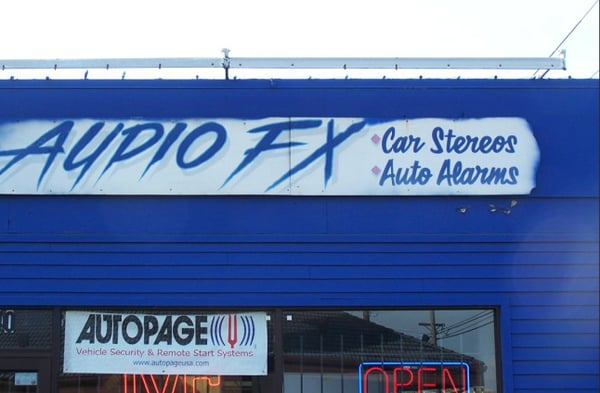 AUDIO FX
Car Stereos
Auto Alarms
AUTOPAGE
Vehicle Security & Remote Start Systems
www.autopageusa.com
OPEN